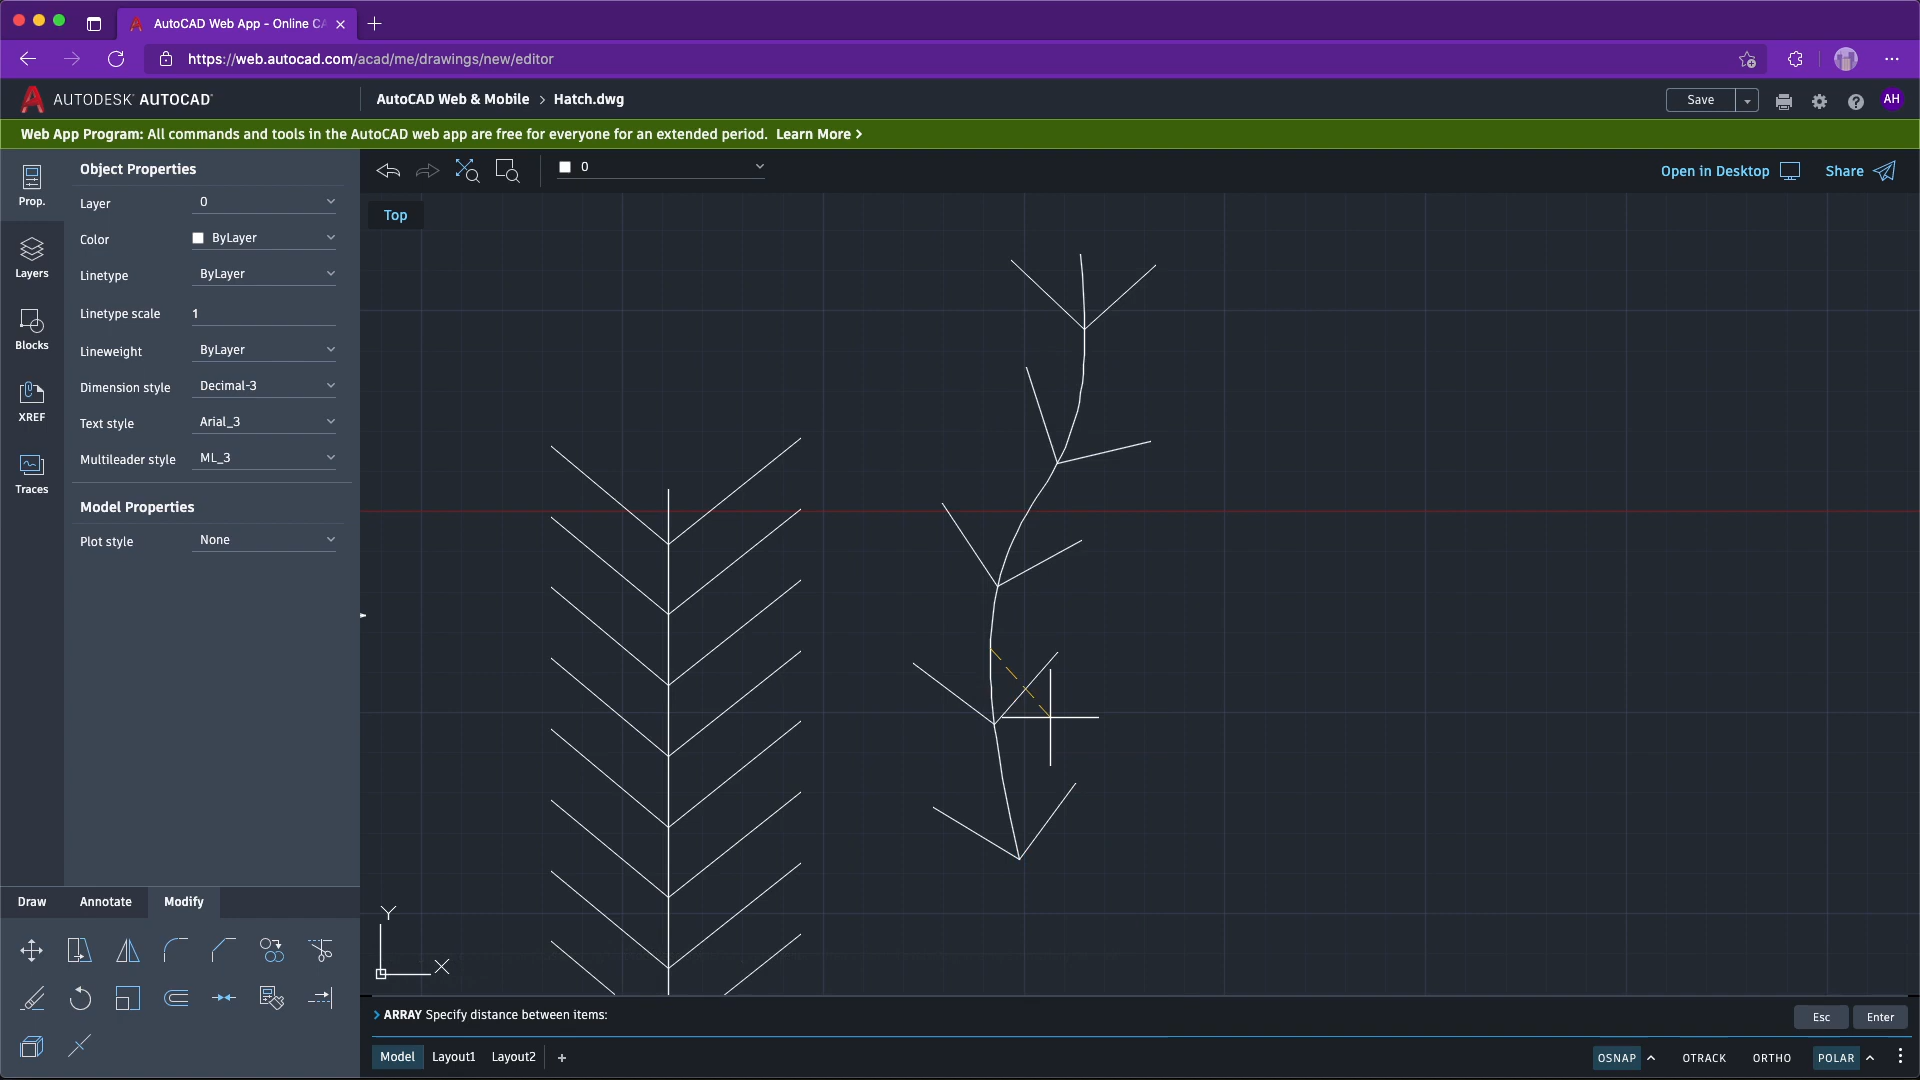 AutoCAD Web App - Online CA
https://web.autocad.com/acad/me/drawings/new/editor
AUTODESK AUTOCAD
AutoCAD Web & Mobile > Hatch.dwg
Save
AH
Web App Program: All commands and tools in the AutoCAD web app are free for everyone for an extended period. Learn More >
Prop.
Layers
Blocks
XREF
Traces
Object Properties
Layer 0
Color ByLayer
Linetype ByLayer
Linetype scale 1
Lineweight ByLayer
Dimension style Decimal-3
Text style Arial_3
Multileader style ML_3
Model Properties
Plot style None
0
Open in Desktop
Share
Top
Y
X
Draw Annotate Modify
> ARRAY Specify distance between items:
Esc Enter
Model Layout1 Layout2 +
OSNAP OTRACK ORTHO POLAR